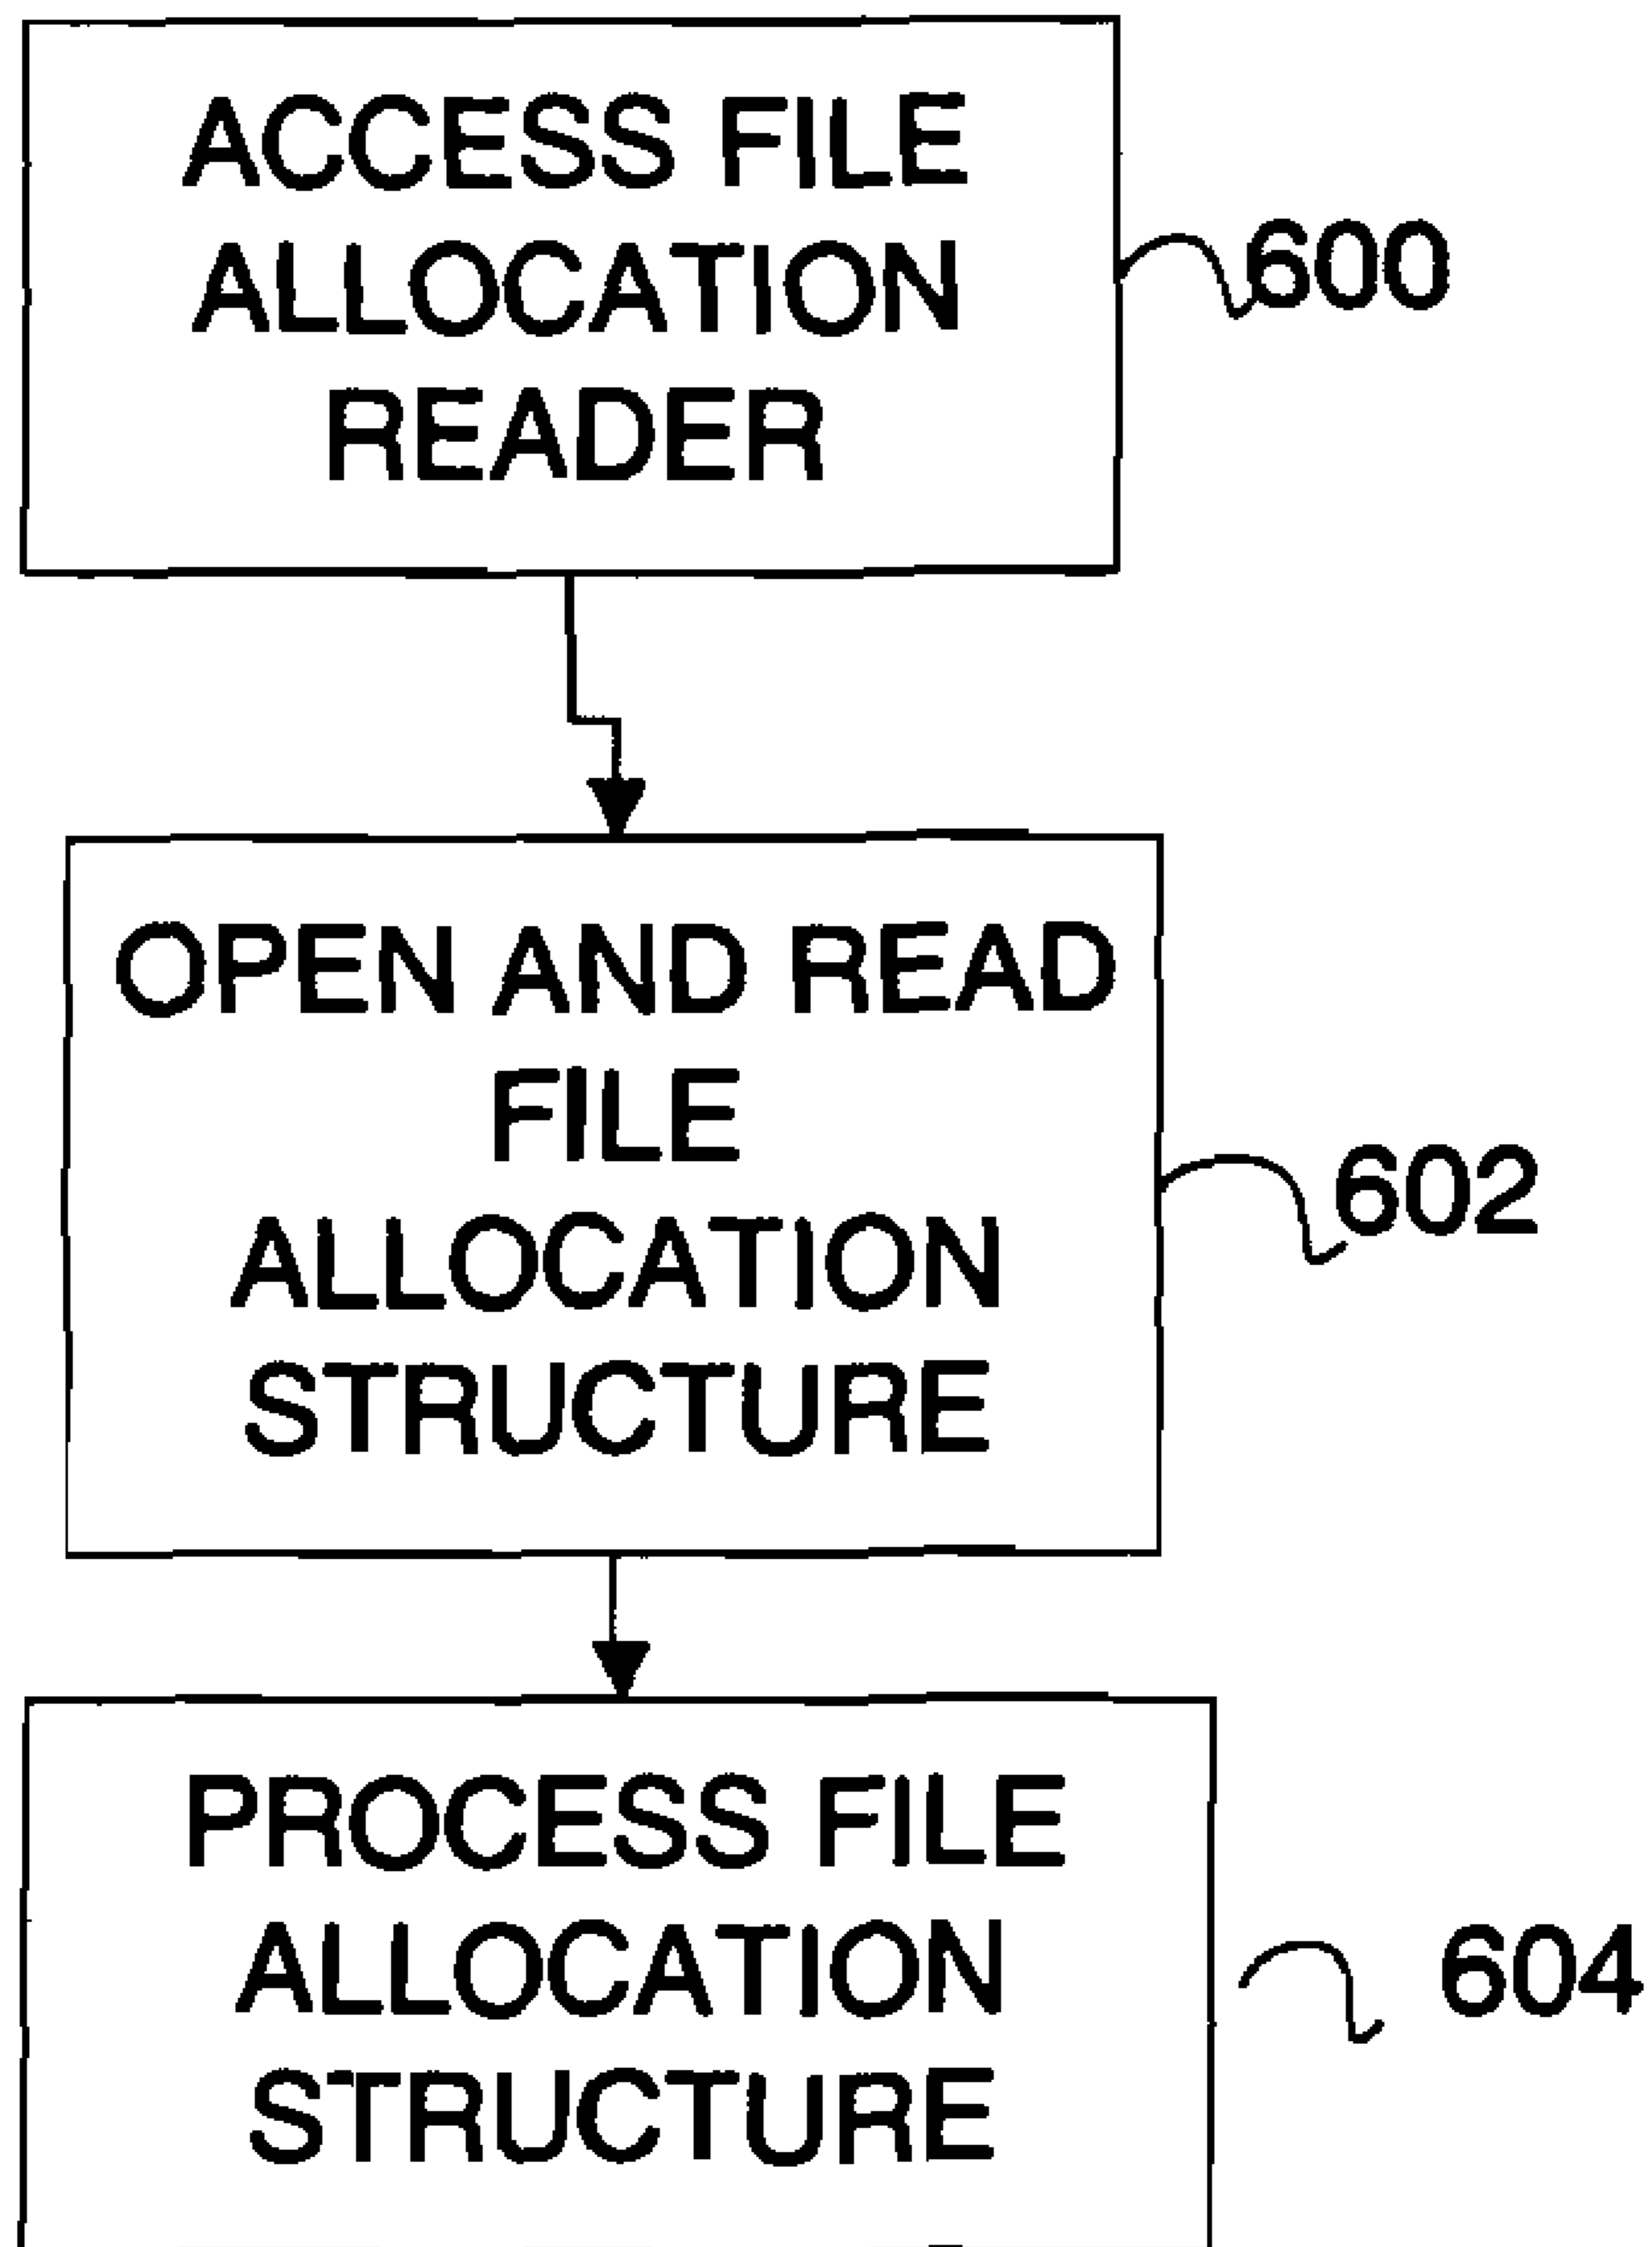 ACCESS FILE
ALLOCATION
READER
600
OPEN AND READ
FILE
ALLOCATION
STRUCTURE
602
PROCESS FILE
ALLOCATION
STRUCTURE
604